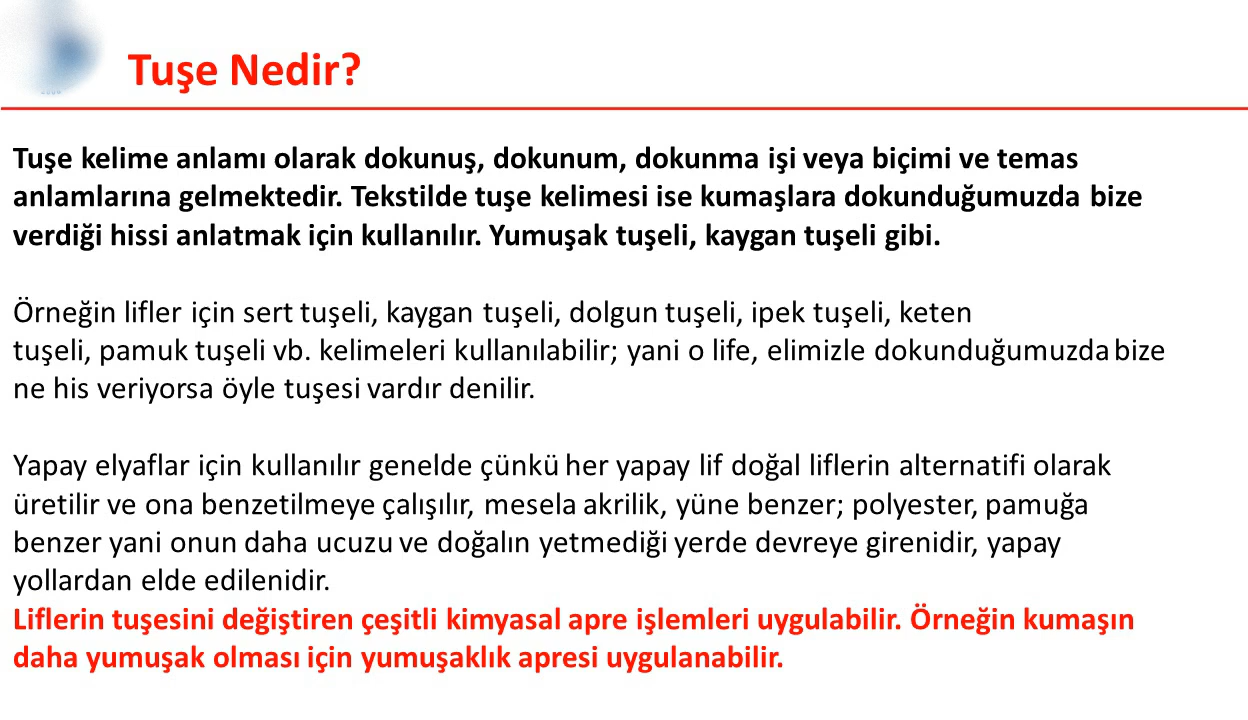 Tuşe Nedir?
Tuşe kelime anlamı olarak dokunuş, dokunum, dokunma işi veya biçimi ve temas
anlamlarına gelmektedir. Tekstilde tuşe kelimesi ise kumaşlara dokunduğumuzda bize
verdiği hissi anlatmak için kullanılır. Yumuşak tuşeli, kaygan tuşeli gibi.
Örneğin lifler için sert tuşeli, kaygan tuşeli, dolgun tuşeli, ipek tuşeli, keten
tuşeli, pamuk tuşeli vb. kelimeleri kullanılabilir; yani o life, elimizle dokunduğumuzda bize
ne his veriyorsa öyle tuşesi vardır denilir.
Yapay elyaflar için kullanılır genelde çünkü her yapay lif doğal liflerin alternatifi olarak
üretilir ve ona benzetilmeye çalışılır, mesela akrilik, yüne benzer; polyester, pamuğa
benzer yani onun daha ucuzu ve doğalın yetmediği yerde devreye girenidir, yapay
yollardan elde edilenidir.
Liflerin tuşesini değiştiren çeşitli kimyasal apre işlemleri uygulabilir. Örneğin kumaşın
daha yumuşak olması için yumuşaklık apresi uygulanabilir.